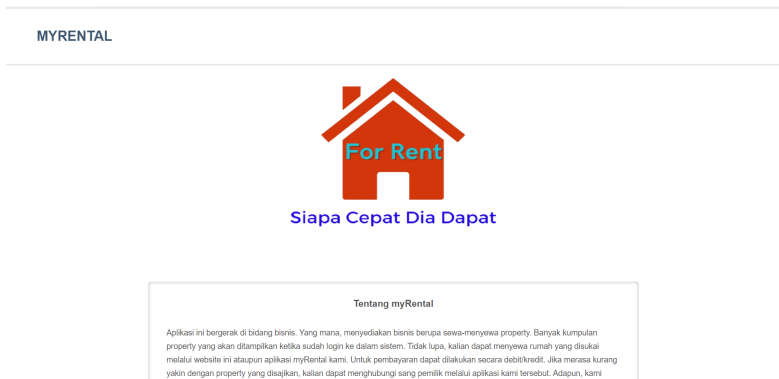 MYRENTAL
For Rent
Siapa Cepat Dia Dapat
Tentang myRental
Aplikasi ini bergerak di bidang bisnis. Yang mana, menyediakan bisnis berupa sewa-menyewa property. Banyak kumpulan
property yang akan ditampilkan ketika sudah login ke dalam sistem. Tidak lupa, kalian dapat menyewa rumah yang disukai
melalui website ini ataupun aplikasi myRental kami. Untuk pembayaran dapat dilakukan secara debit/kredit. Jika merasa kurang
yakin dengan property yang disajikan, kalian dapat menghubungi sang pemilik melalui aplikasi kami tersebut. Adapun, kami